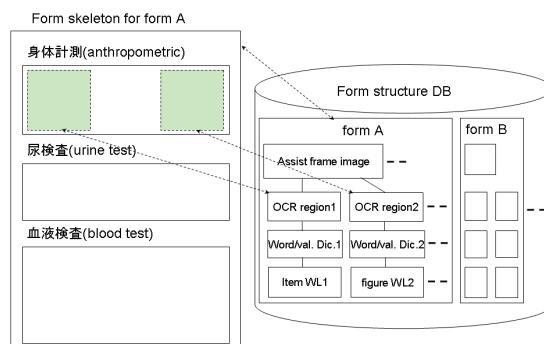 Form skeleton for form A
身体計測(anthropometric)
尿検査(urine test)
血液検査(blood test)
Form structure DB
form A
form B
Assist frame image
OCR region1
OCR region2
Word/val. Dic.1
Word/val. Dic.2
Item WL1
figure WL2